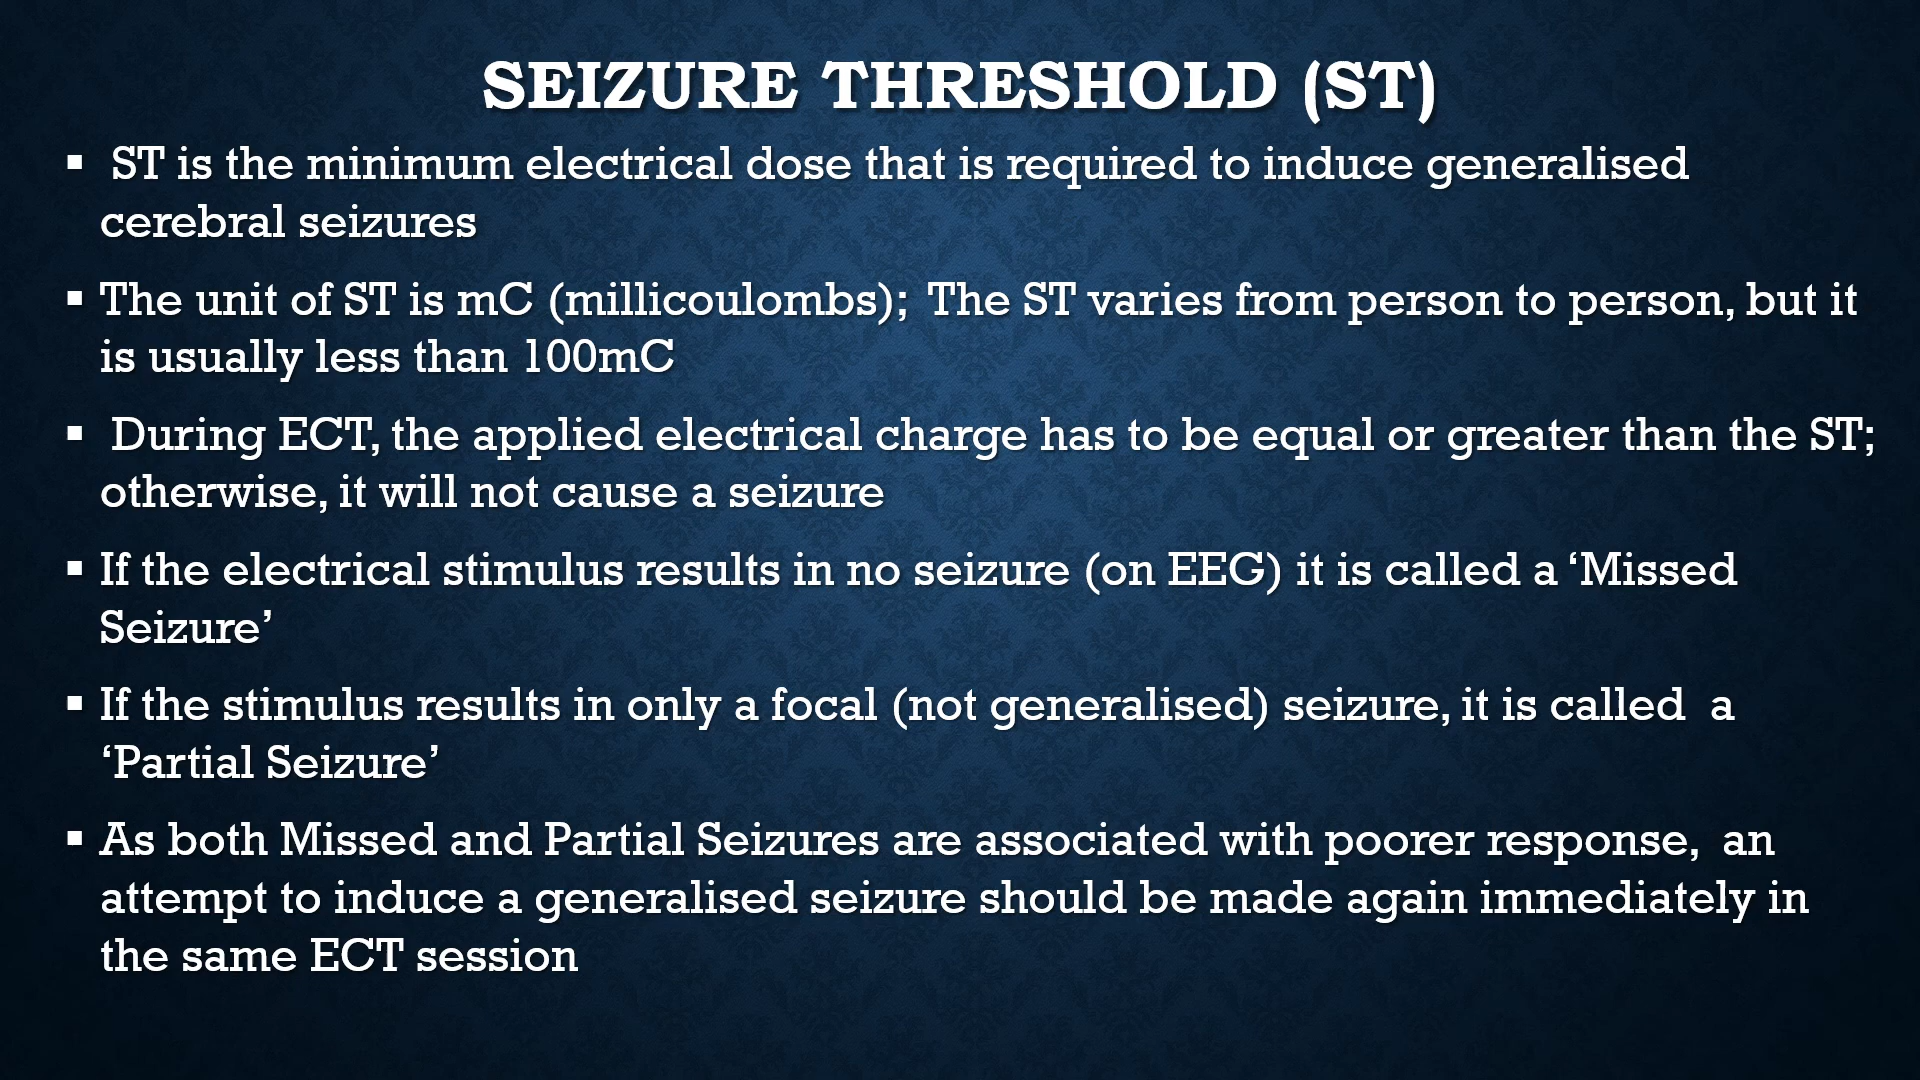 SEIZURE THRESHOLD (ST)
▪ ST is the minimum electrical dose that is required to induce generalised
cerebral seizures
▪ The unit of ST is mC (millicoulombs); The ST varies from person to person, but it
is usually less than 100mC
▪ During ECT, the applied electrical charge has to be equal or greater than the ST;
otherwise, it will not cause a seizure
▪ If the electrical stimulus results in no seizure (on EEG) it is called a ‘Missed
Seizure’
▪ If the stimulus results in only a focal (not generalised) seizure, it is called a
‘Partial Seizure’
▪ As both Missed and Partial Seizures are associated with poorer response, an
attempt to induce a generalised seizure should be made again immediately in
the same ECT session